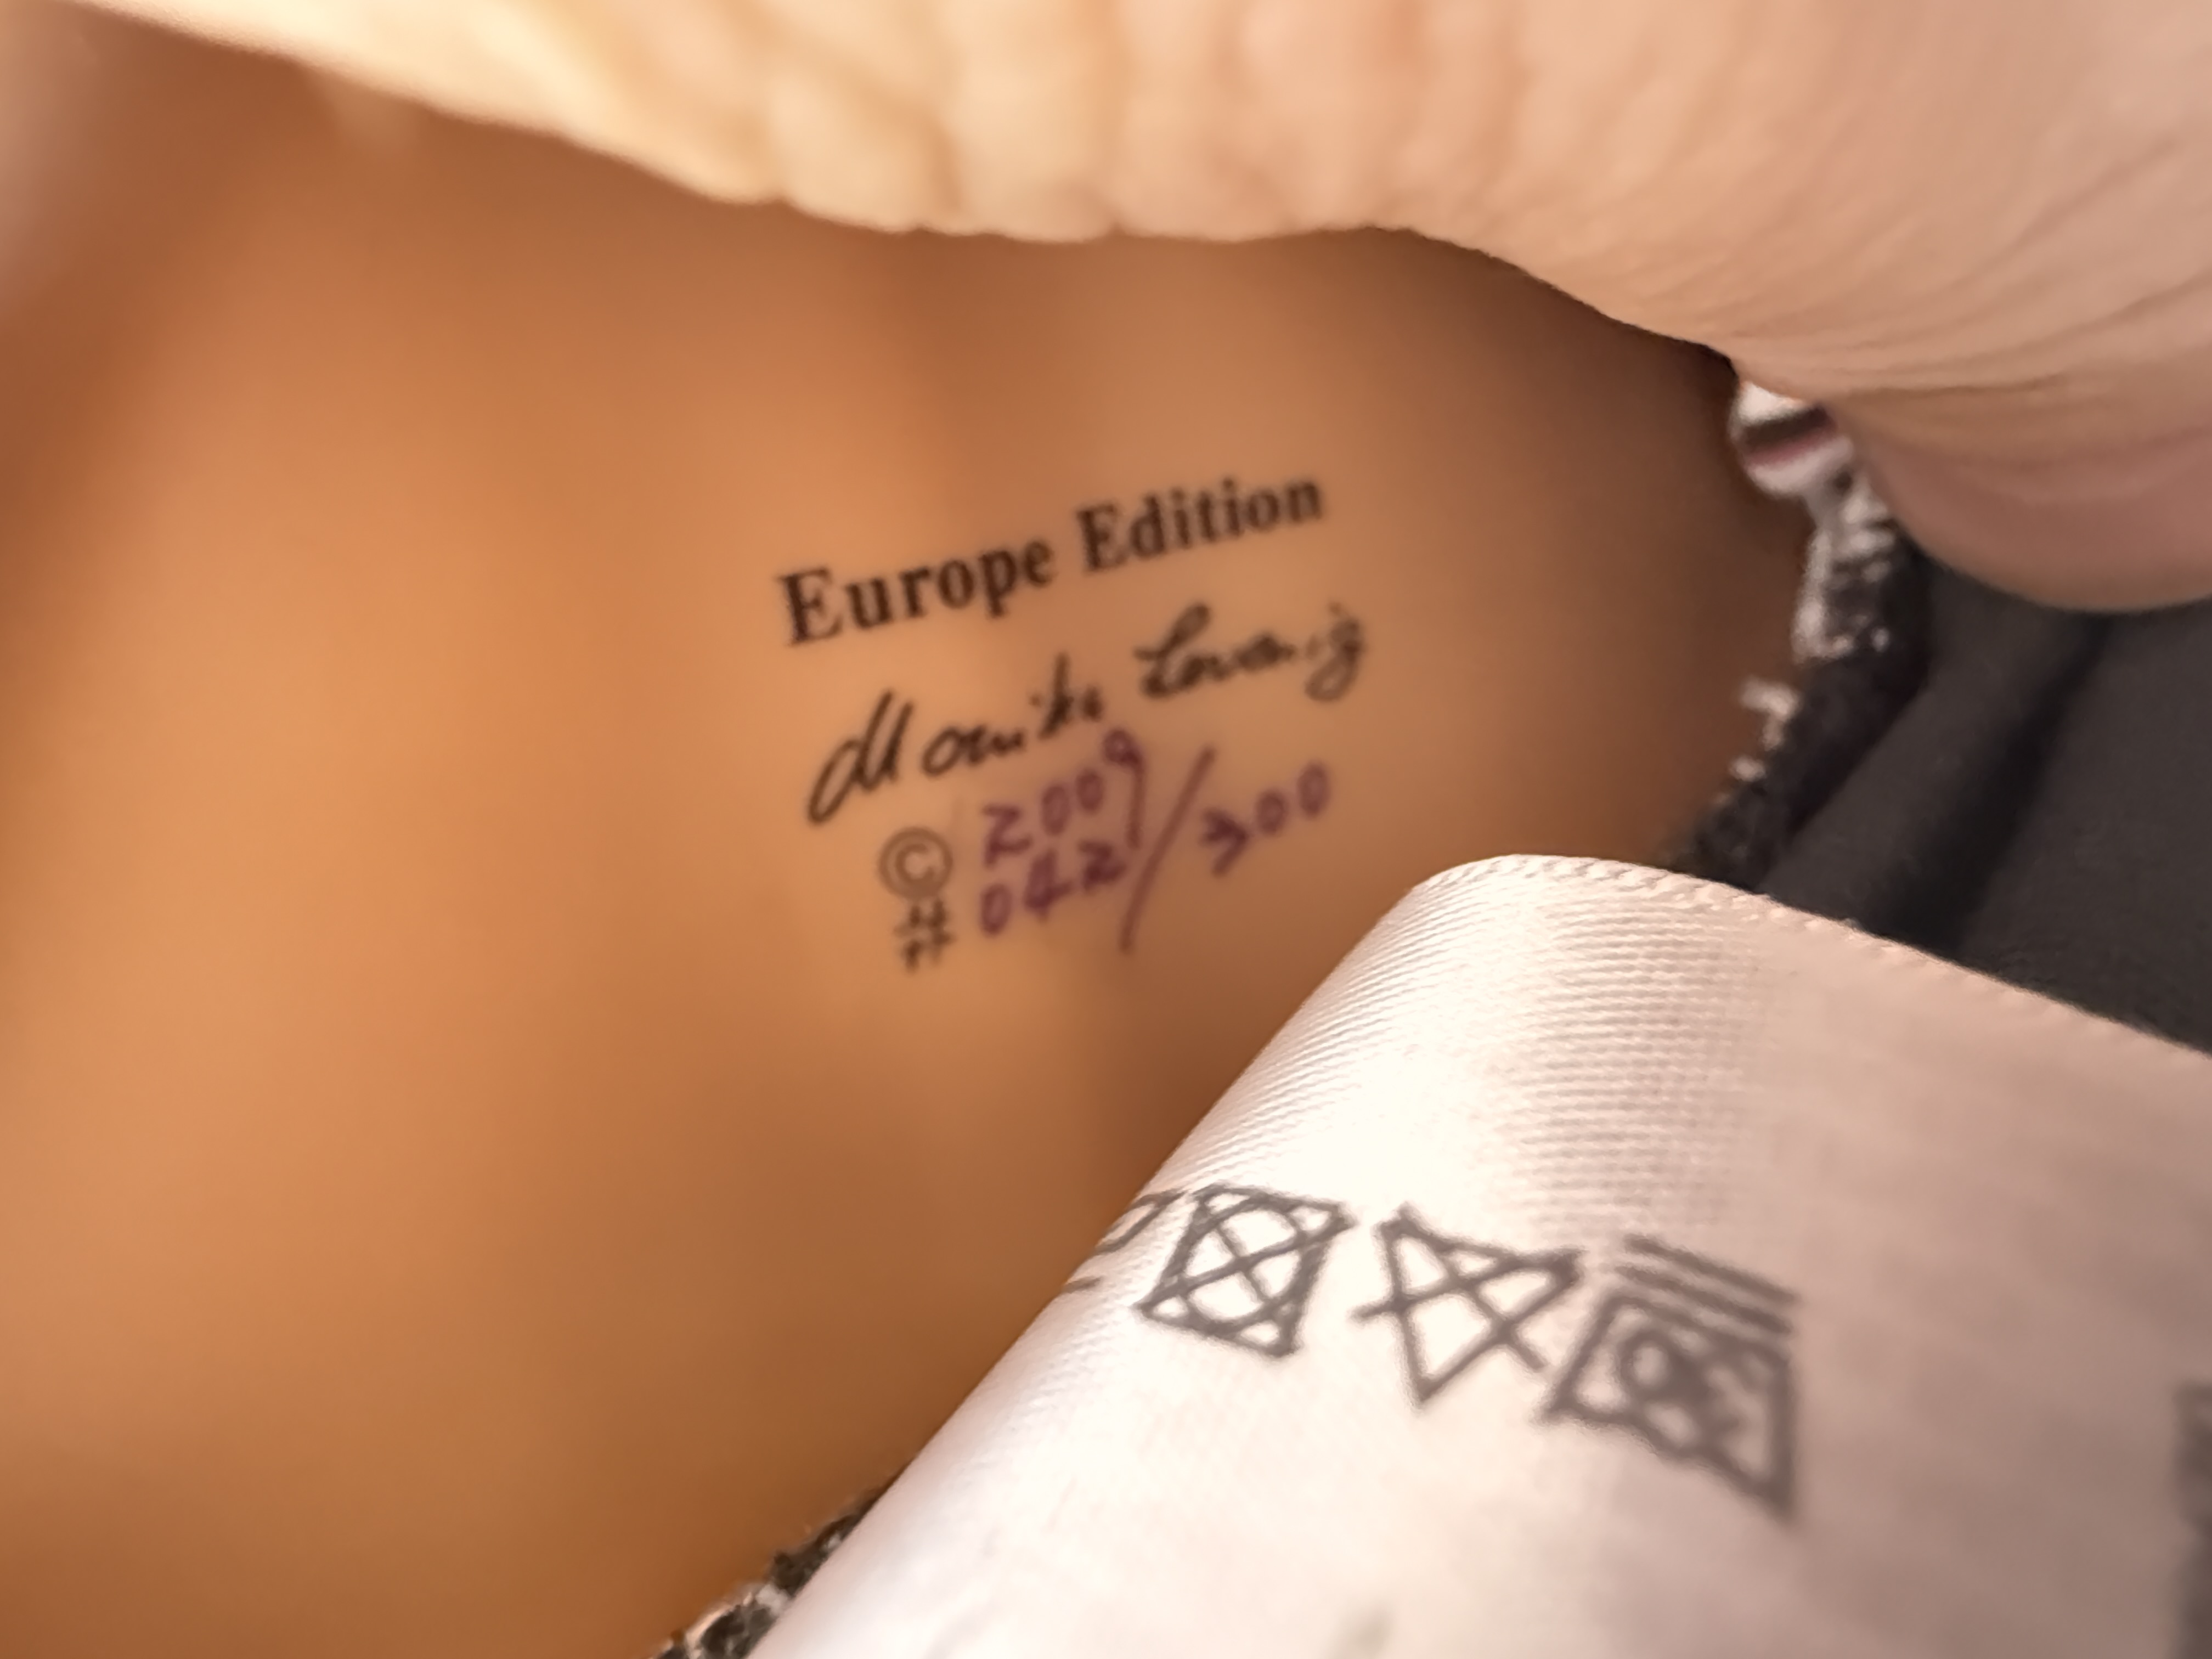 Europe Edition
Monika Levenig
© 2009
# 042/300